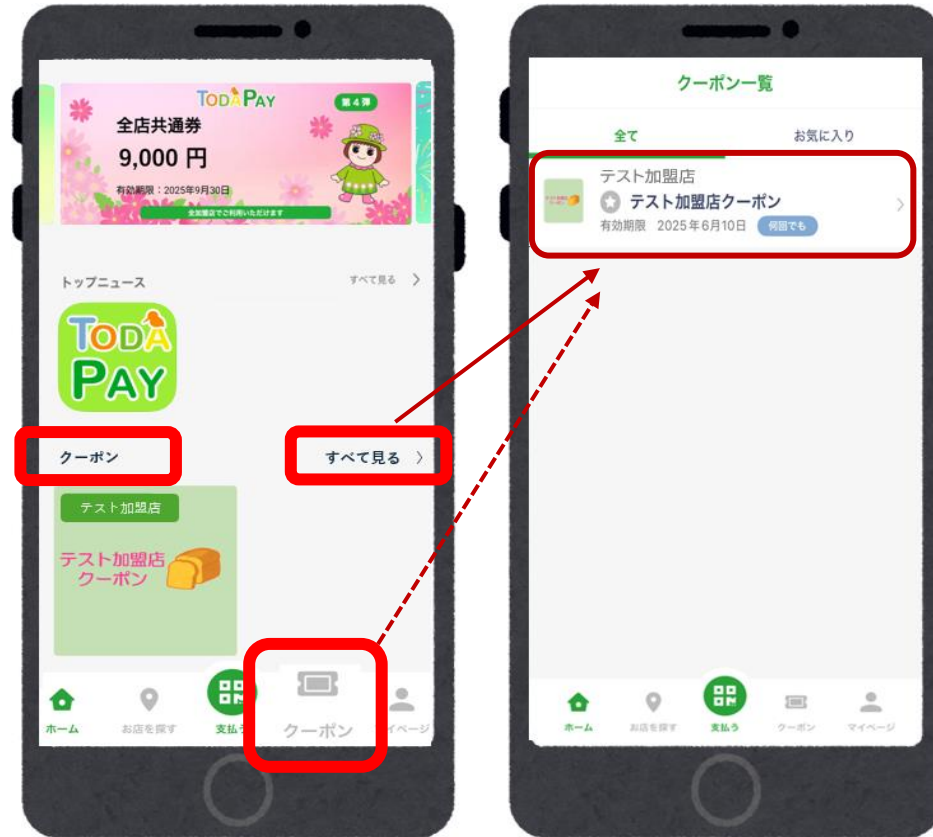 TODAPAY
第4弾
全店共通券
9,000 円
有効期限：2025年9月30日
全加盟店でご利用いただけます
トップニュース
すべて見る
TODA
PAY
クーポン
すべて見る
テスト加盟店
テスト加盟店
クーポン
ホーム
お店を探す
支払う
クーポン
イページ
クーポン一覧
全て
お気に入り
テスト加盟店
テスト加盟店クーポン
有効期限 2025年6月10日
何回でも
ホーム
お店を探す
支払う
クーポン
マイページ